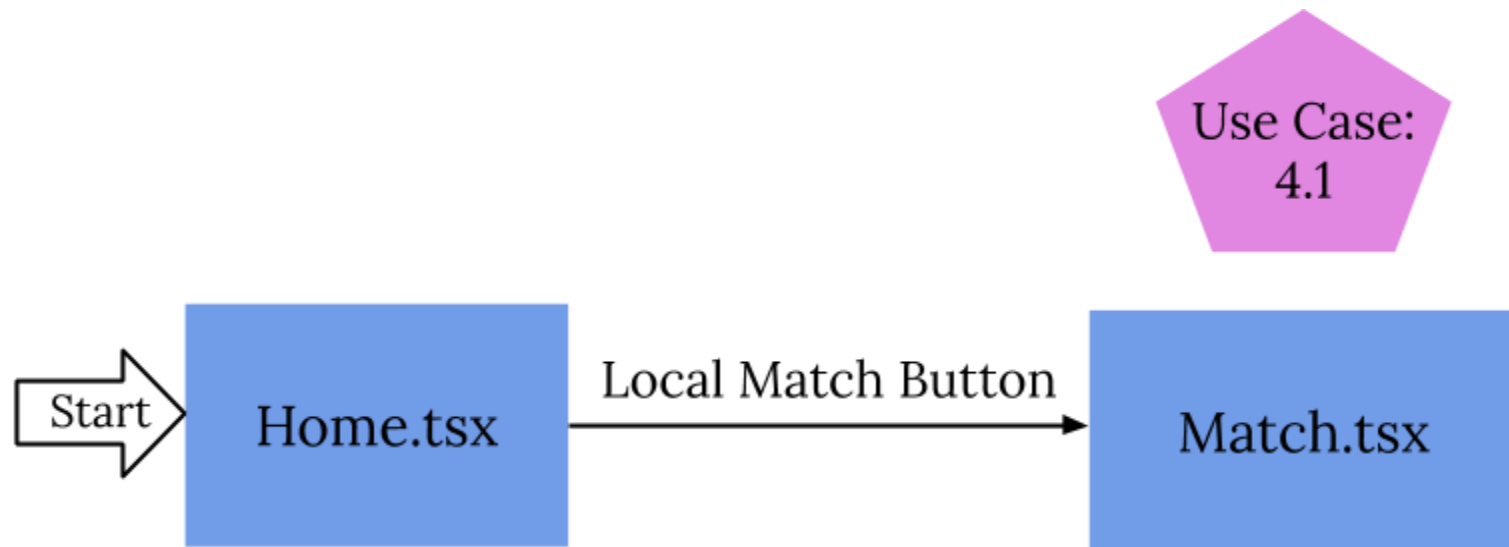 Use Case:
4.1
Start
Home.tsx
Local Match Button
Match.tsx